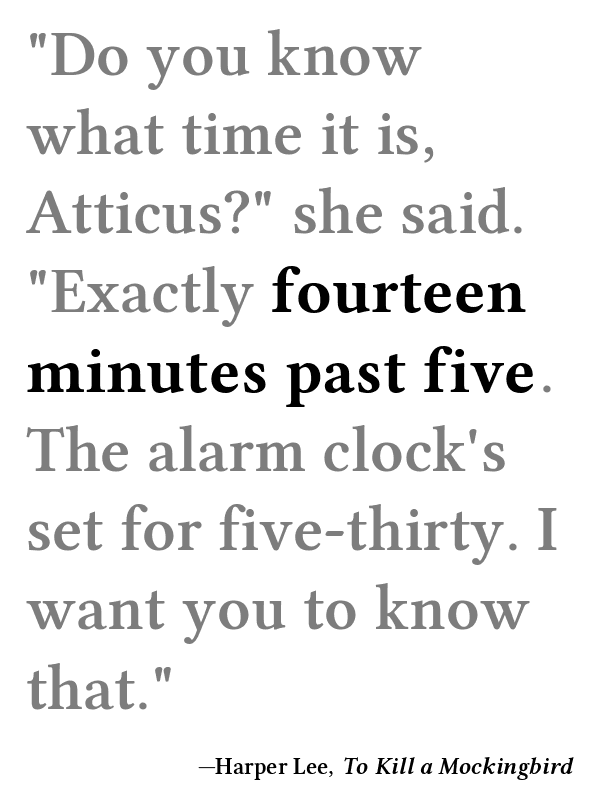 "Do you know
what time it is,
Atticus?" she said.
"Exactly fourteen
minutes past five.
The alarm clock's
set for five-thirty. I
want you to know
that."
—Harper Lee, To Kill a Mockingbird